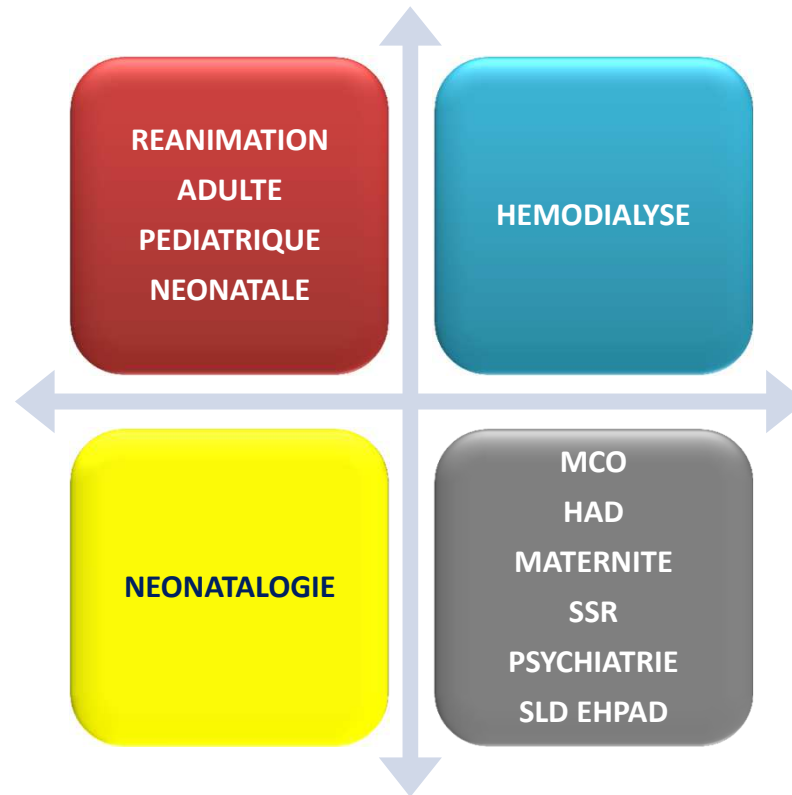 REANIMATION
ADULTE
PEDIATRIQUE
NEONATALE
HEMODIALYSE
NEONATALOGIE
MCO
HAD
MATERNITE
SSR
PSYCHIATRIE
SLD EHPAD